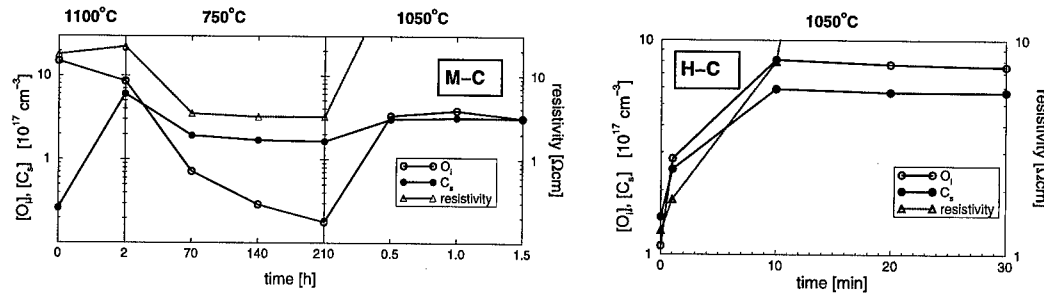 1100°C 750°C 1050°C
M–C
[Oi], [Cs] [10^17 cm^-3]
10
1
resistivity [Ωcm]
10
1
Oi
Cs
resistivity
0 2 70 140 210 0.5 1.0 1.5
time [h]
1050°C
H–C
[Oi], [Cs] [10^17 cm^-3]
10
1
resistivity [Ωcm]
10
1
Oi
Cs
resistivity
0 10 20 30
time [min]